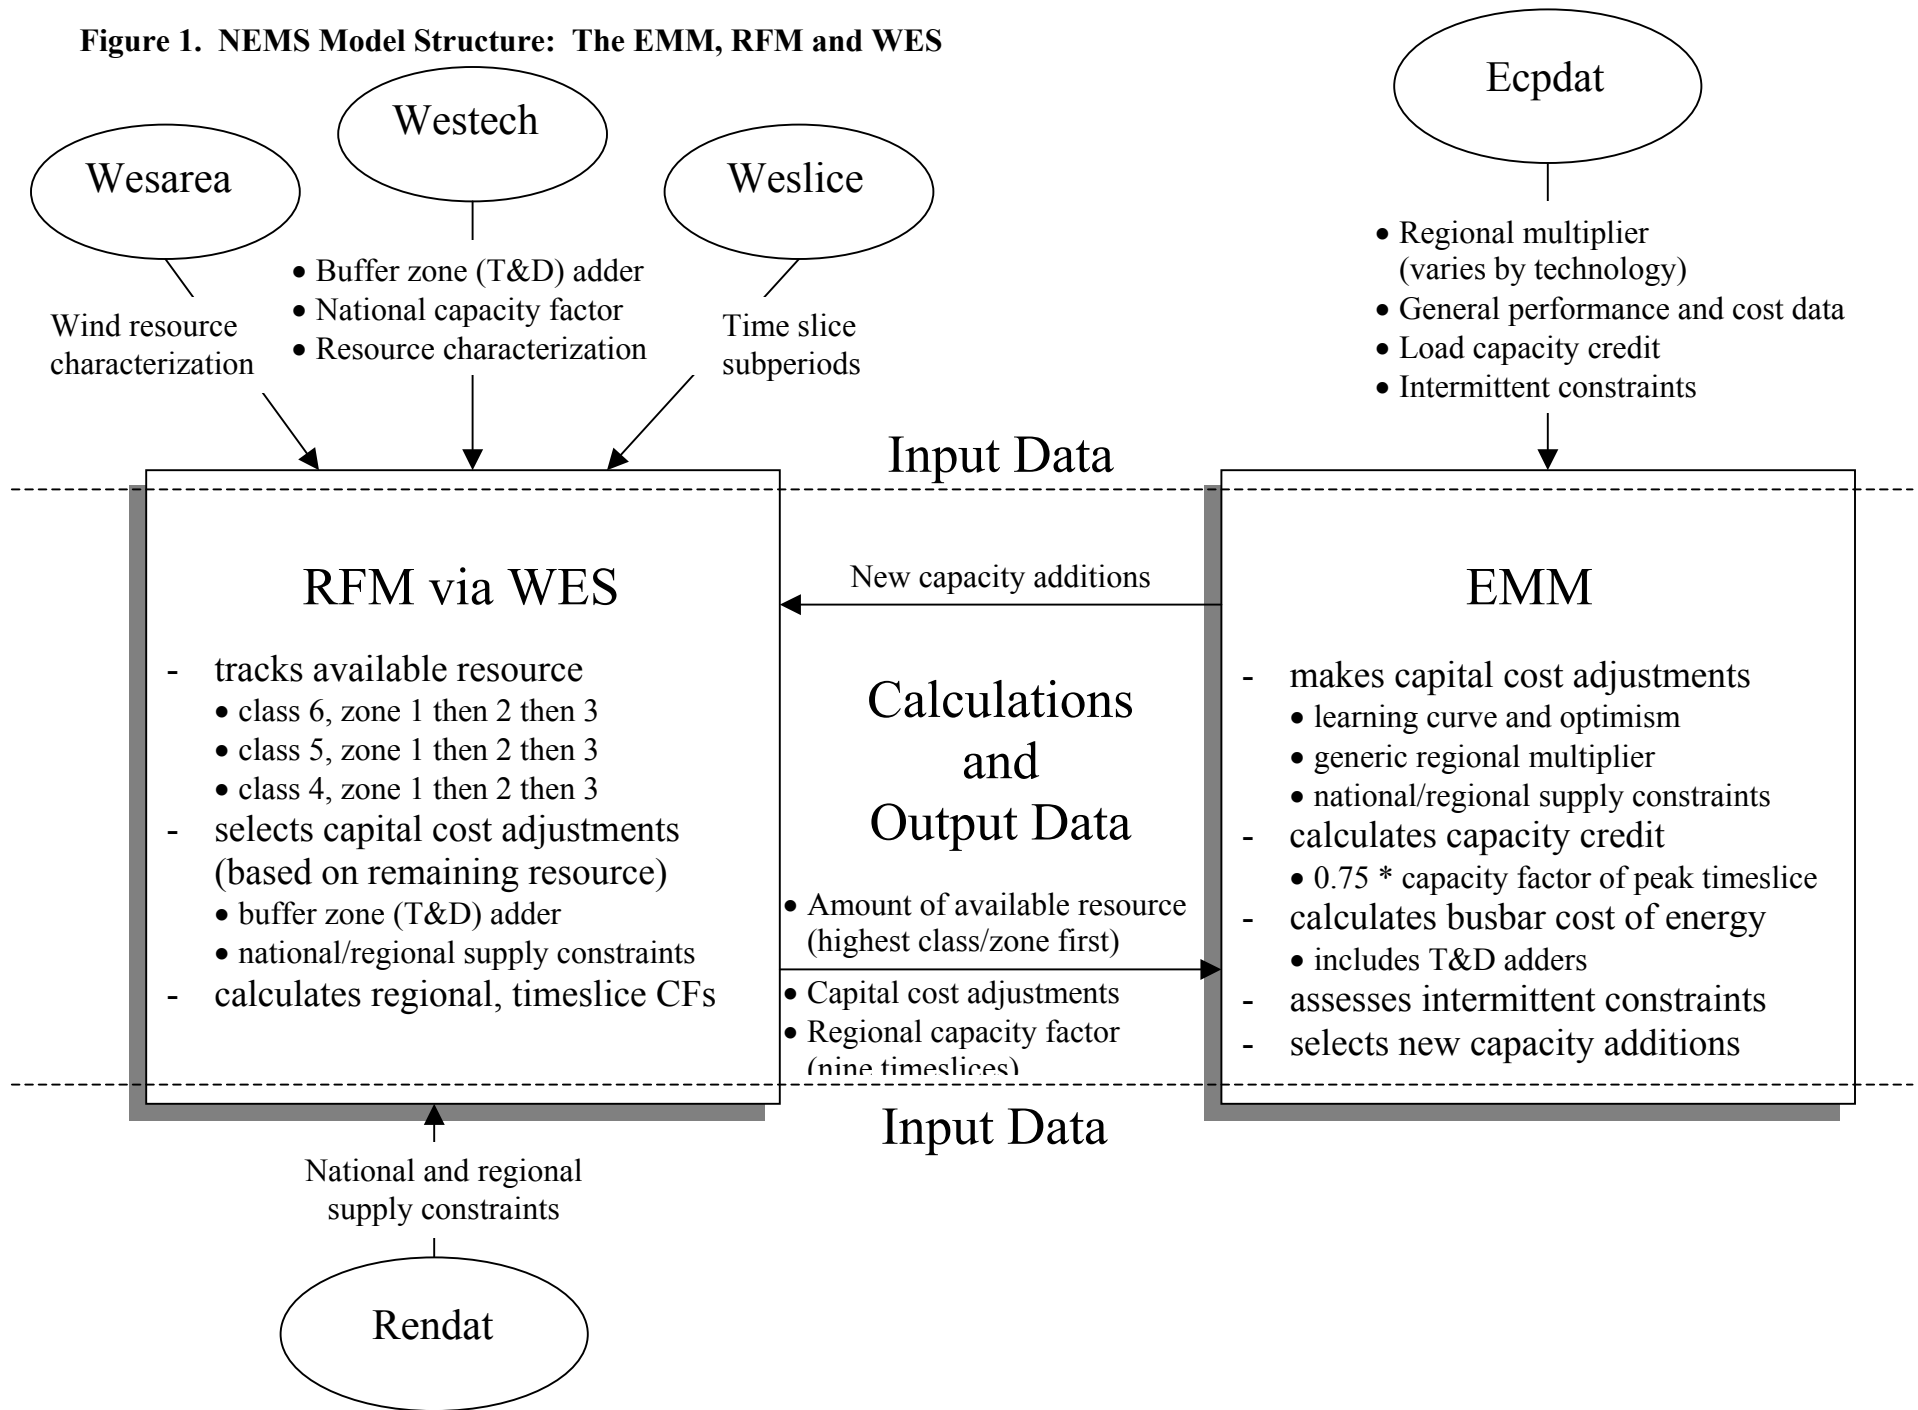 Figure 1. NEMS Model Structure: The EMM, RFM and WES
Wesarea
Westech
Weslice
Ecpdat
Wind resource
characterization
• Buffer zone (T&D) adder
• National capacity factor
• Resource characterization
Time slice
subperiods
• Regional multiplier
(varies by technology)
• General performance and cost data
• Load capacity credit
• Intermittent constraints
Input Data
RFM via WES
- tracks available resource
• class 6, zone 1 then 2 then 3
• class 5, zone 1 then 2 then 3
• class 4, zone 1 then 2 then 3
- selects capital cost adjustments
(based on remaining resource)
• buffer zone (T&D) adder
• national/regional supply constraints
- calculates regional, timeslice CFs
New capacity additions
Calculations
and
Output Data
• Amount of available resource
(highest class/zone first)
• Capital cost adjustments
• Regional capacity factor
(nine timeslices)
EMM
- makes capital cost adjustments
• learning curve and optimism
• generic regional multiplier
• national/regional supply constraints
- calculates capacity credit
• 0.75 * capacity factor of peak timeslice
- calculates busbar cost of energy
• includes T&D adders
- assesses intermittent constraints
- selects new capacity additions
Input Data
National and regional
supply constraints
Rendat